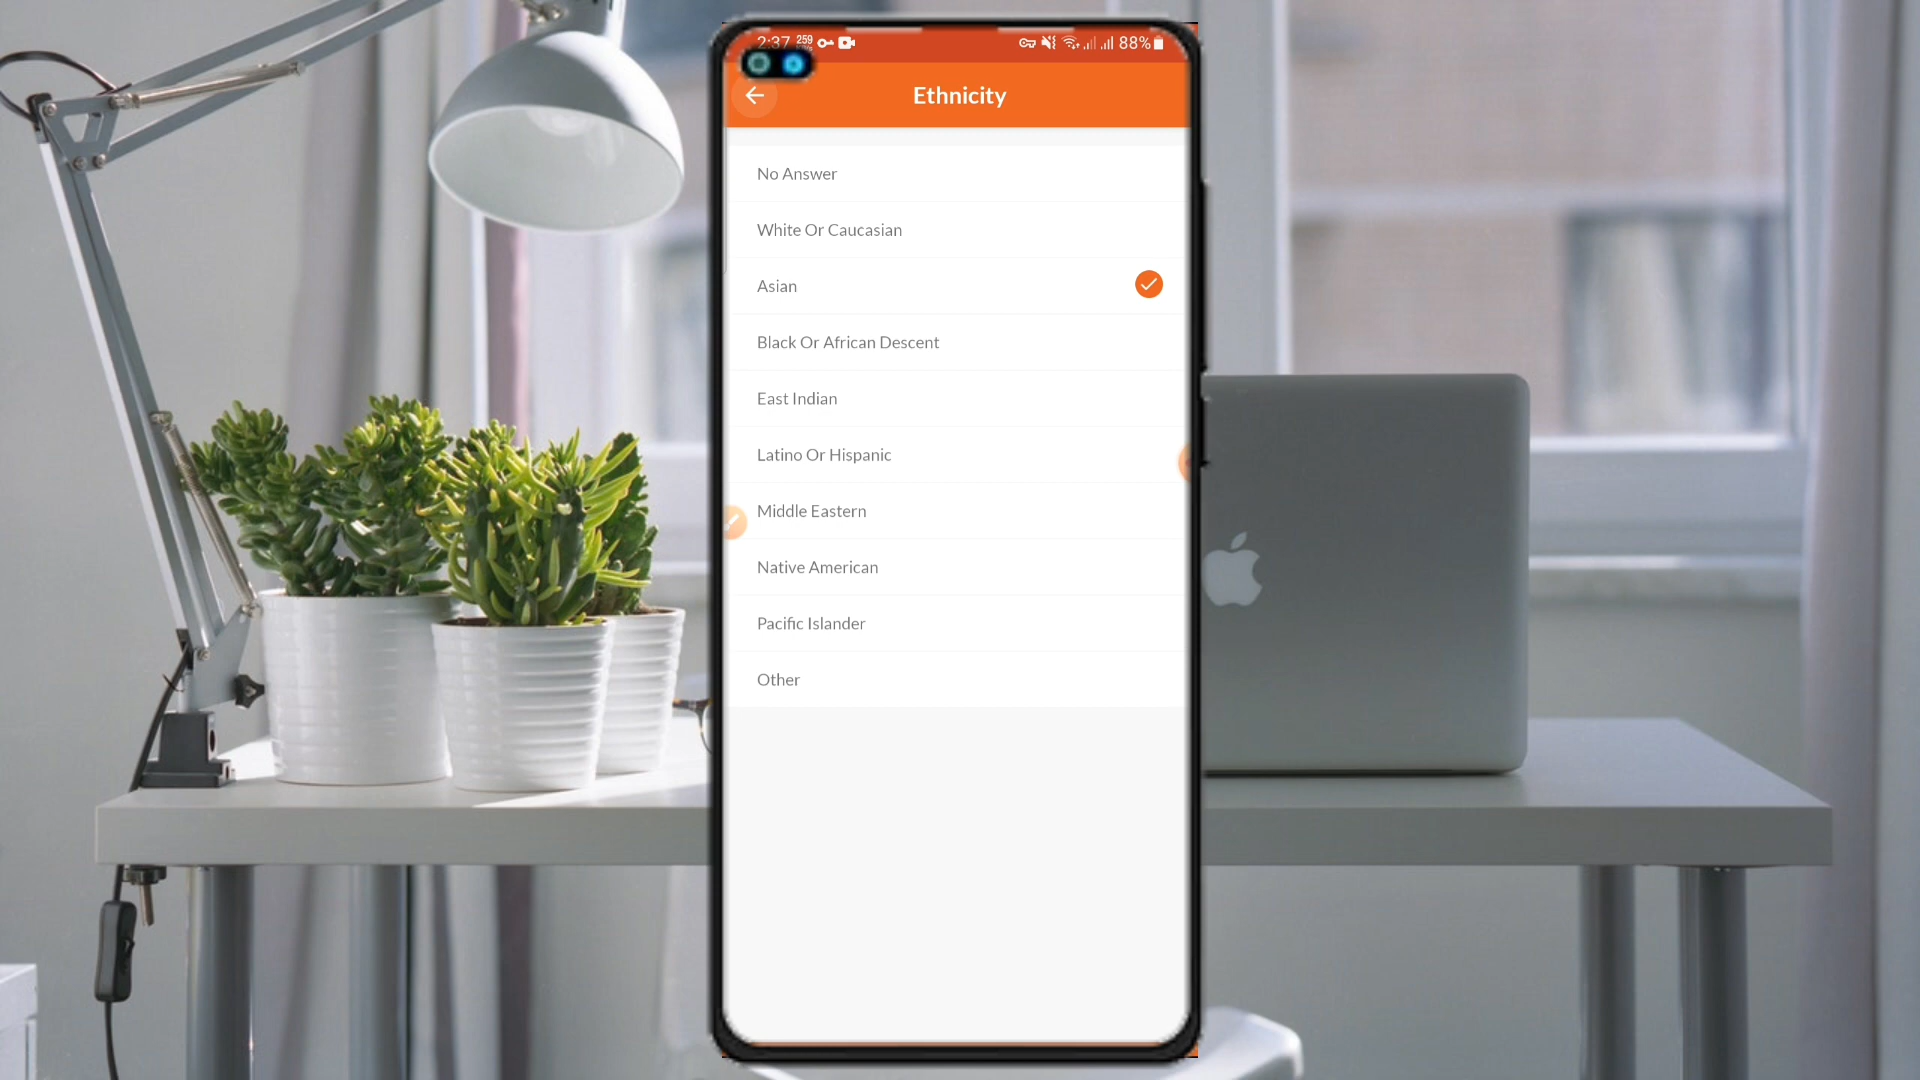 2:37 259 88%
Ethnicity
No Answer
White Or Caucasian
Asian
Black Or African Descent
East Indian
Latino Or Hispanic
Middle Eastern
Native American
Pacific Islander
Other